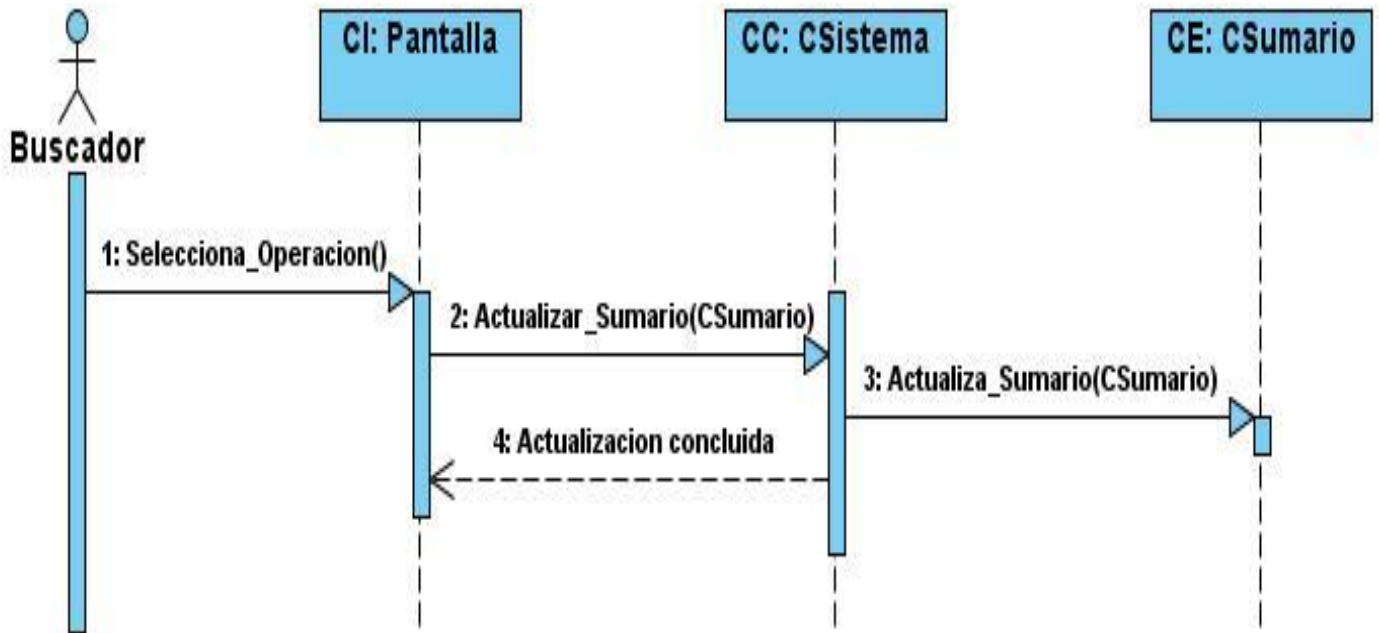 CI: Pantalla
CC: CSistema
CE: CSumario
Buscador
1: Selecciona_Operacion()
2: Actualizar_Sumario(CSumario)
3: Actualiza_Sumario(CSumario)
4: Actualizacion concluida